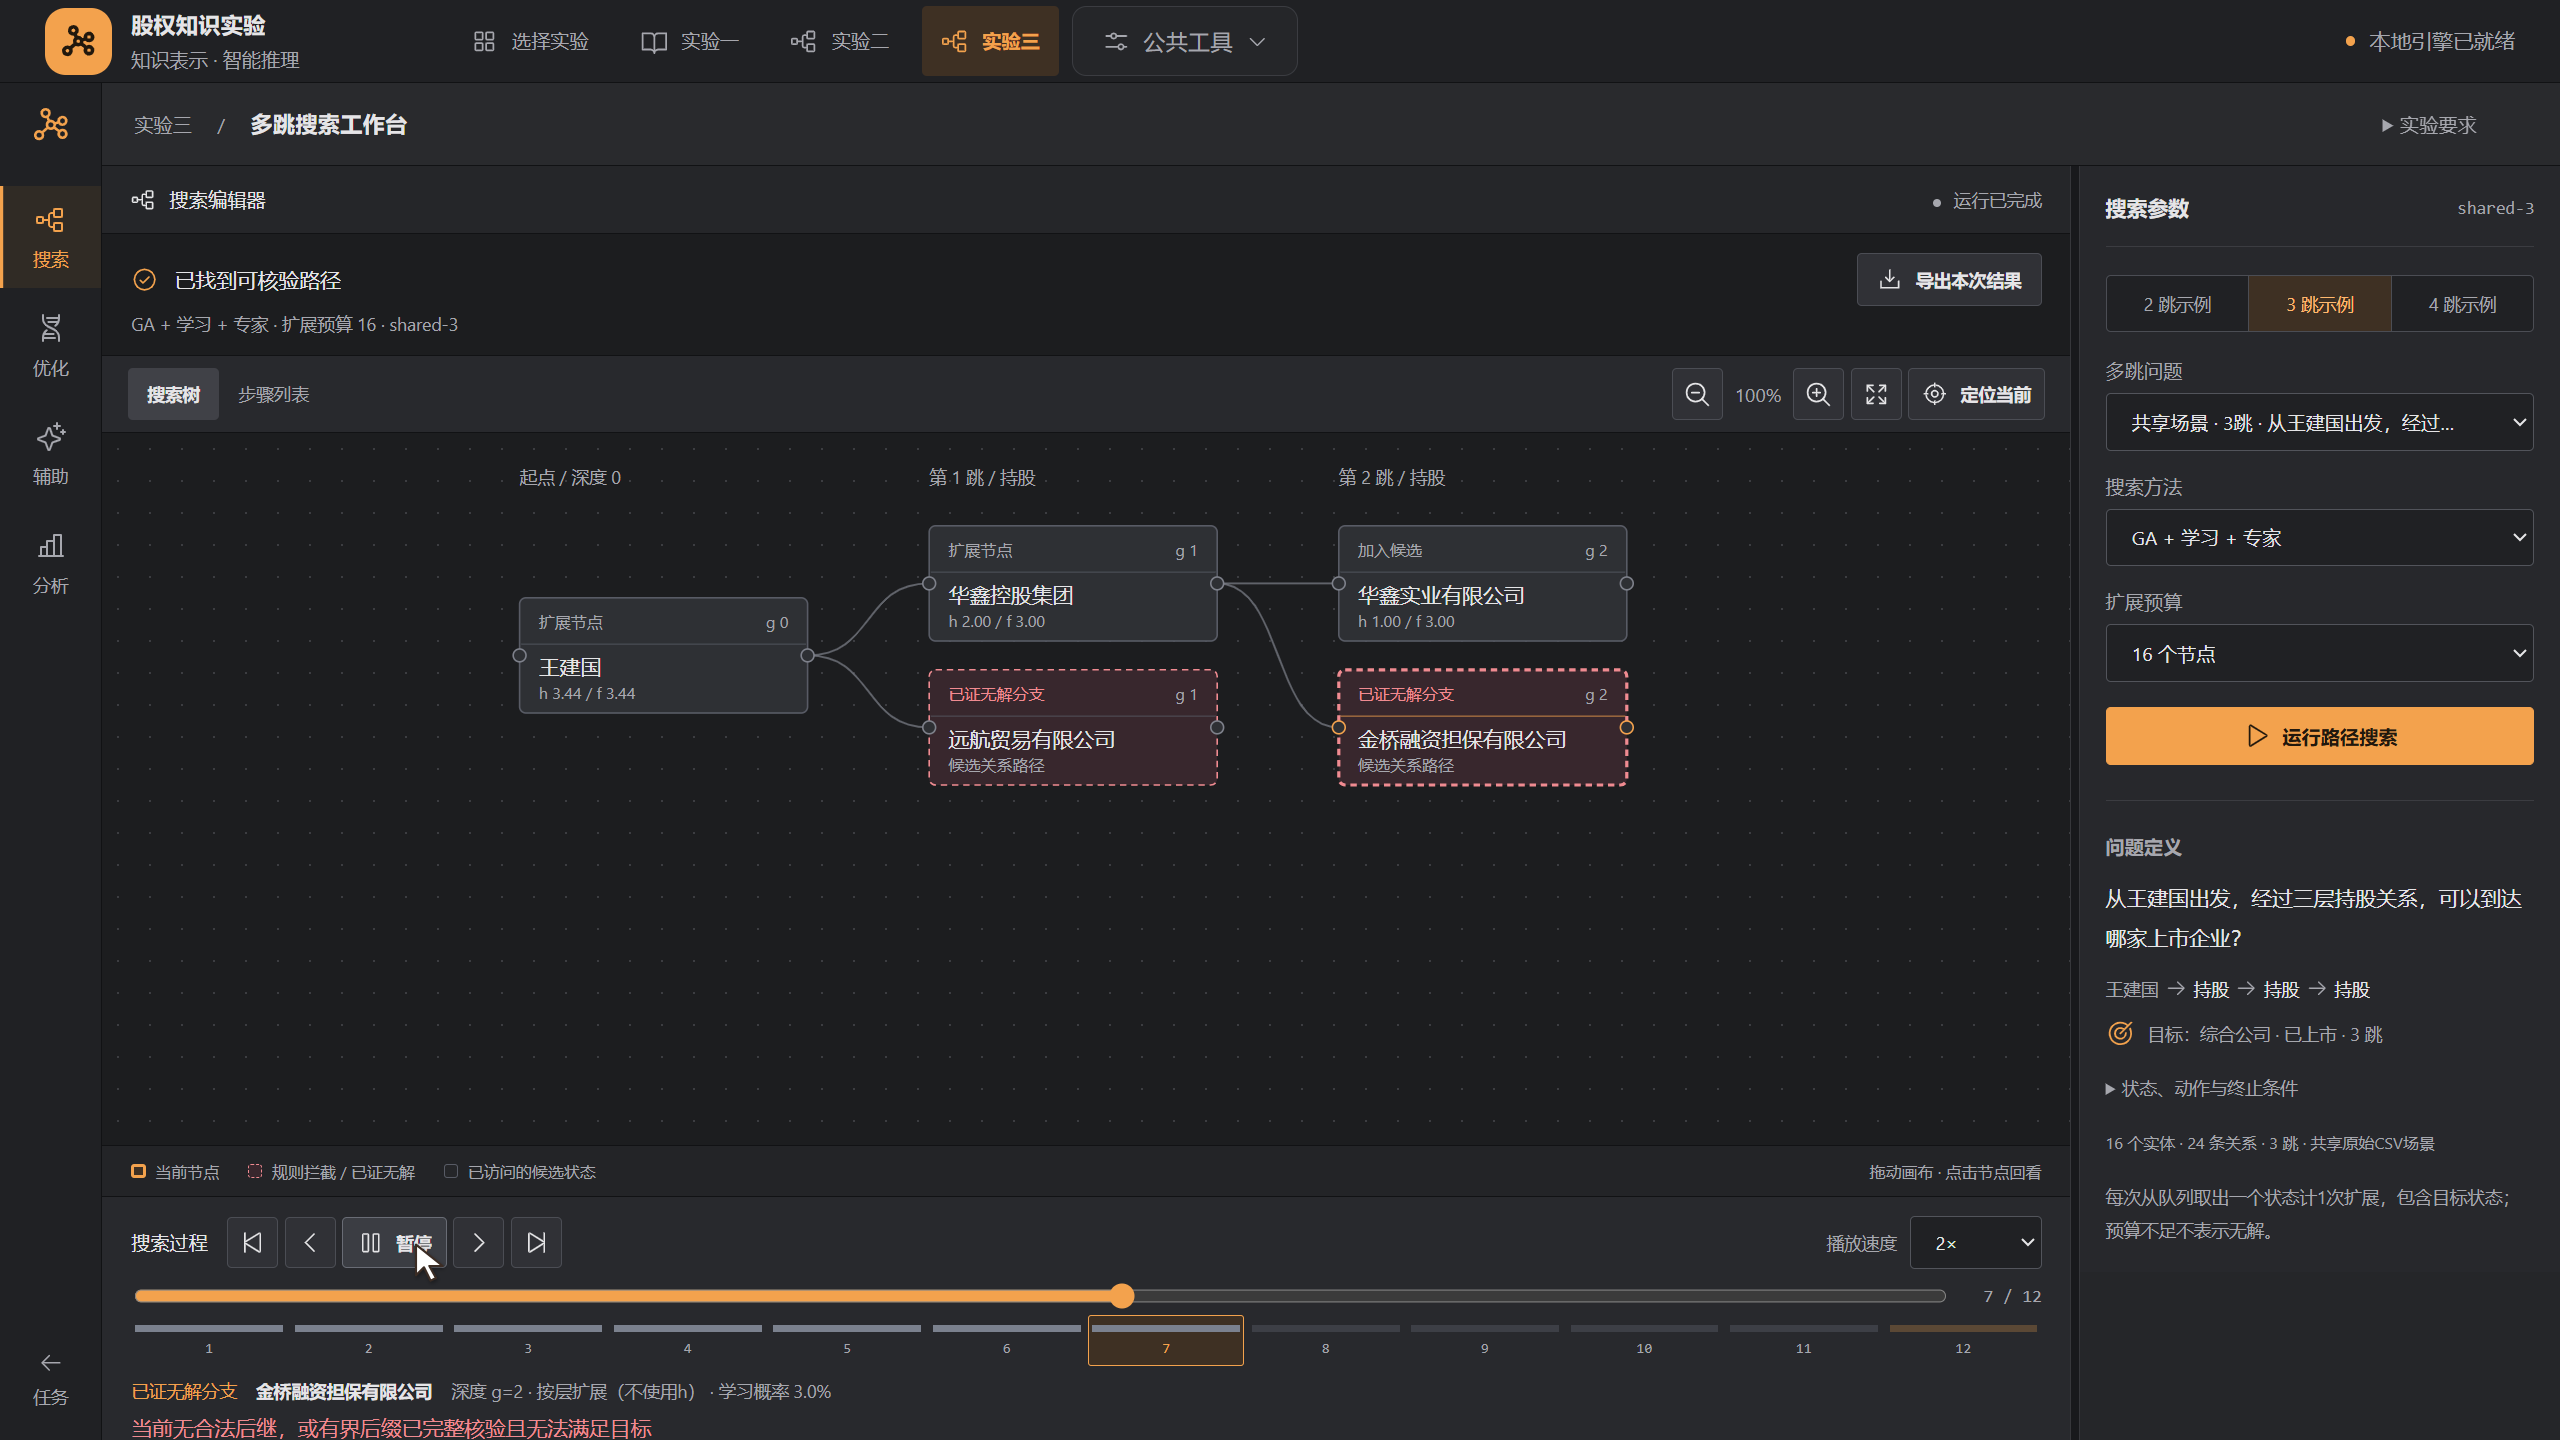 股权知识实验
知识表示 · 智能推理
选择实验
实验一
实验二
实验三
公共工具
本地引擎已就绪
实验三 / 多跳搜索工作台
▶ 实验要求
搜索
优化
辅助
分析
任务
搜索编辑器
运行已完成
已找到可核验路径
GA + 学习 + 专家 · 扩展预算 16 · shared-3
导出本次结果
搜索树
步骤列表
100%
定位当前
起点 / 深度 0
第 1 跳 / 持股
第 2 跳 / 持股
扩展节点 g 0
王建国
h 3.44 / f 3.44
扩展节点 g 1
华鑫控股集团
h 2.00 / f 3.00
已证无解分支 g 1
远航贸易有限公司
候选关系路径
加入候选 g 2
华鑫实业有限公司
h 1.00 / f 3.00
已证无解分支 g 2
金桥融资担保有限公司
候选关系路径
当前节点
规则拦截 / 已证无解
已访问的候选状态
拖动画布 · 点击节点回看
搜索过程
暂停
播放速度
2×
7 / 12
1 2 3 4 5 6 7 8 9 10 11 12
已证无解分支 金桥融资担保有限公司 深度 g=2 · 按层扩展（不使用h） · 学习概率 3.0%
当前无合法后继，或有界后缀已完整核验且无法满足目标
搜索参数
shared-3
2 跳示例
3 跳示例
4 跳示例
多跳问题
共享场景 · 3跳 · 从王建国出发，经过...
搜索方法
GA + 学习 + 专家
扩展预算
16 个节点
运行路径搜索
问题定义
从王建国出发，经过三层持股关系，可以到达
哪家上市企业？
王建国 → 持股 → 持股 → 持股
目标：综合公司 · 已上市 · 3 跳
▶ 状态、动作与终止条件
16 个实体 · 24 条关系 · 3 跳 · 共享原始CSV场景
每次从队列取出一个状态计1次扩展，包含目标状态；
预算不足不表示无解。